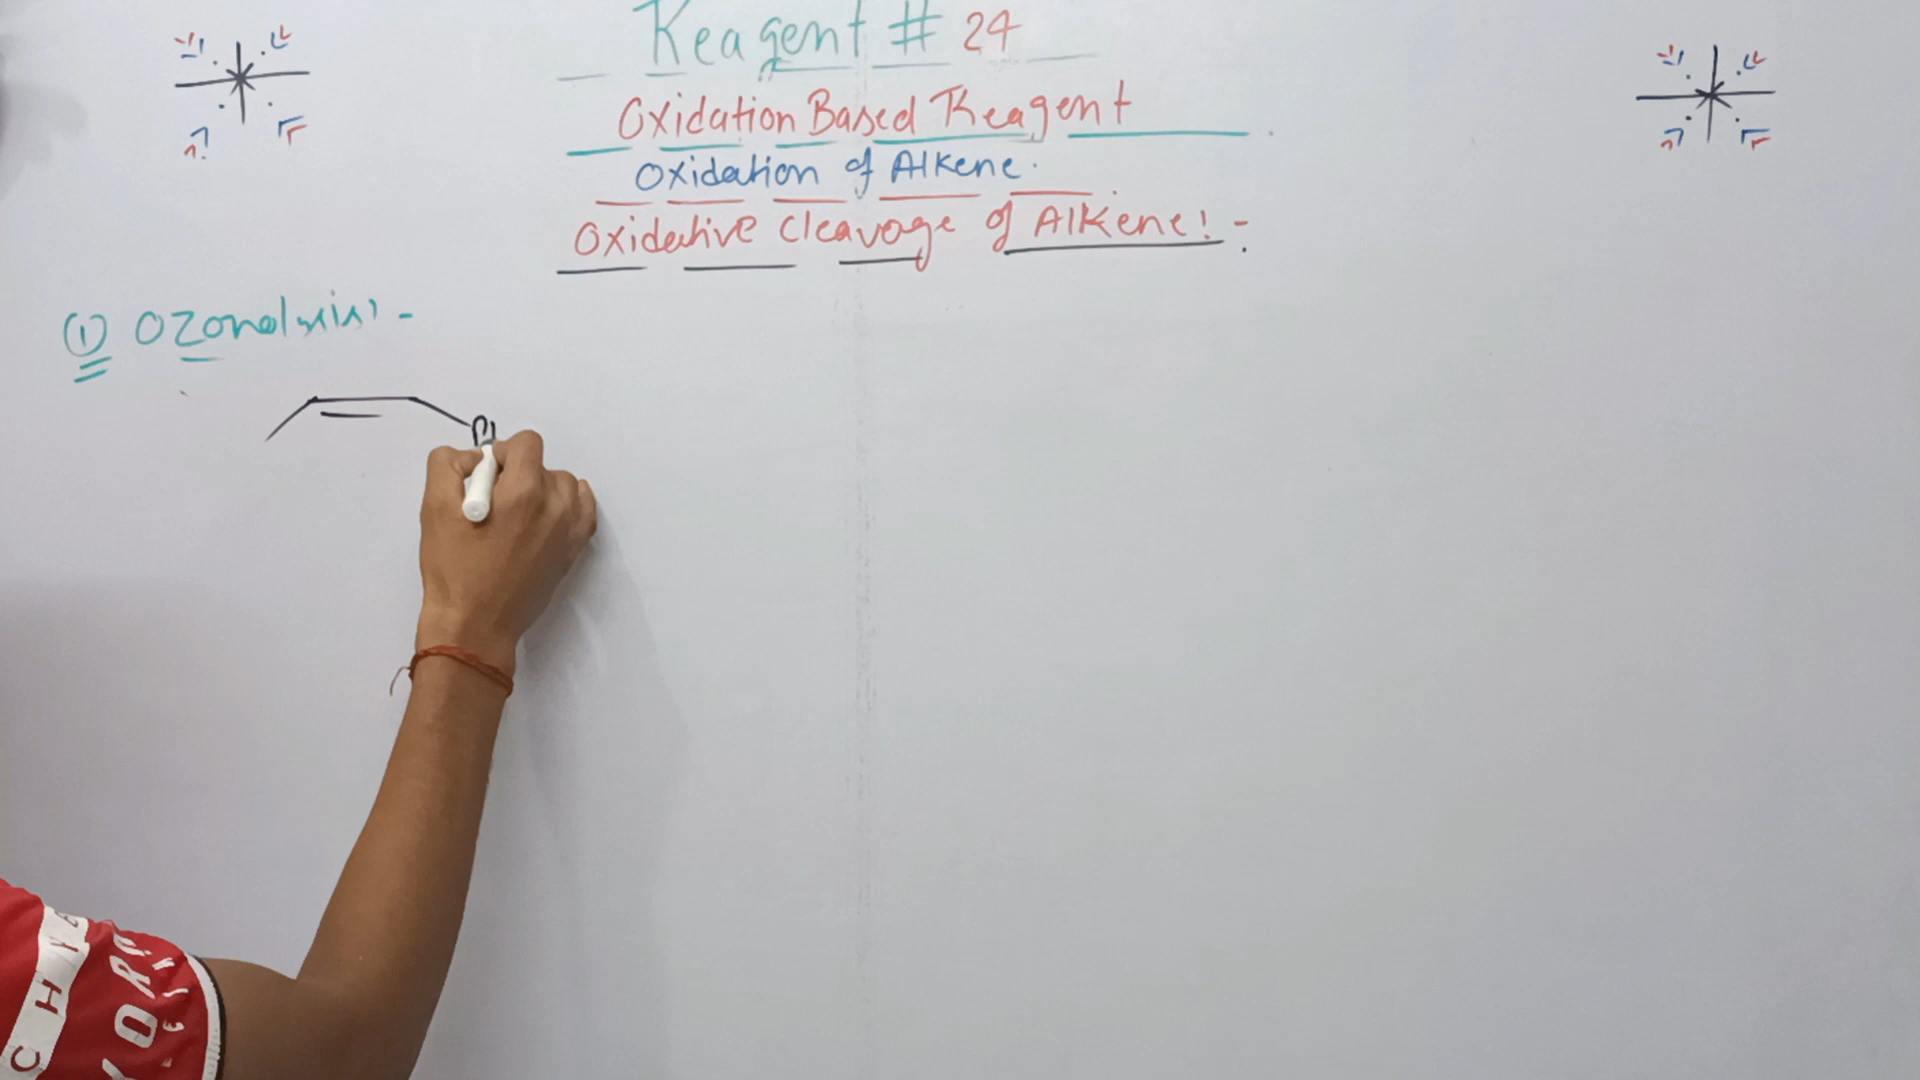 Reagent # 24
Oxidation Based Reagent
Oxidation of Alkene.
Oxidative Cleavage of Alkene! -
① Ozonolysis! -